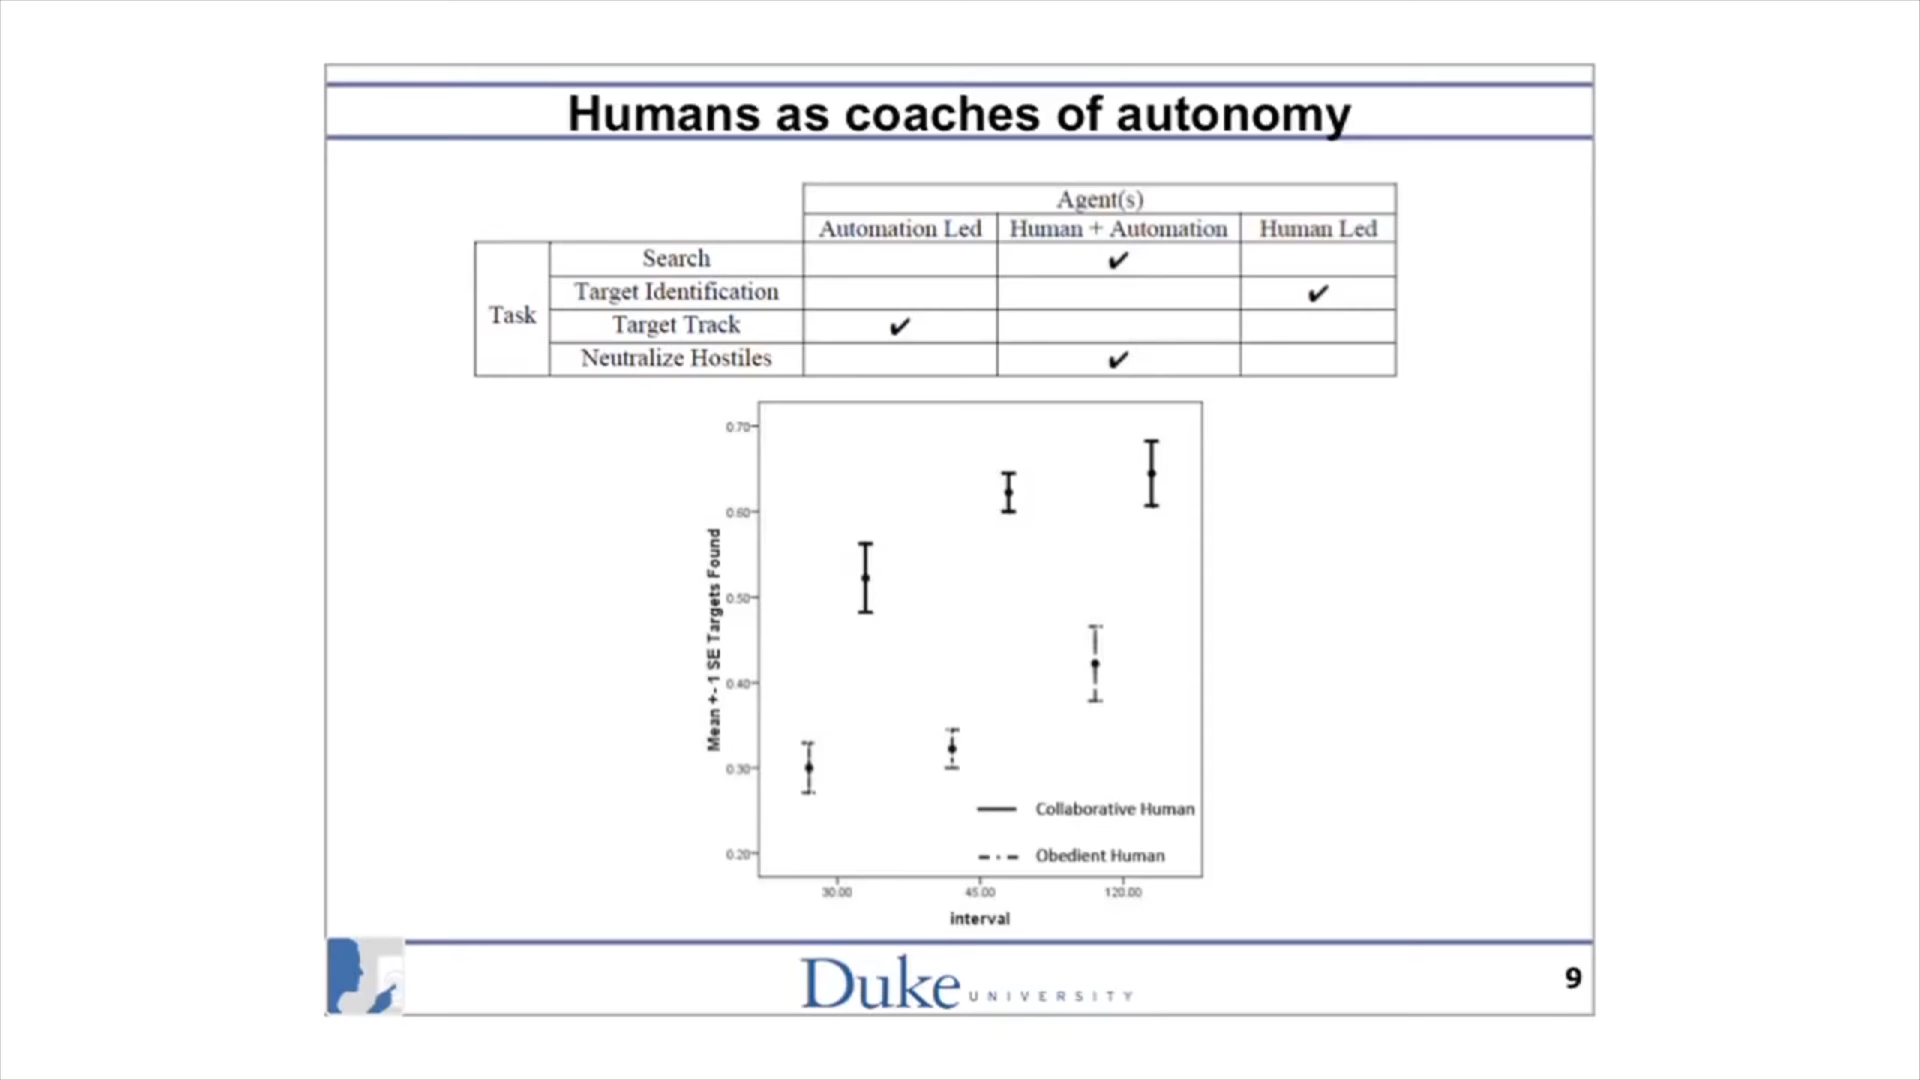 Humans as coaches of autonomy
Agent(s)
Automation Led Human + Automation Human Led
Task
Search ✔
Target Identification ✔
Target Track ✔
Neutralize Hostiles ✔
Mean +-1 SE Targets Found
0.70
0.60
0.50
0.40
0.30
0.20
Collaborative Human
Obedient Human
30.00 45.00 120.00
interval
Duke UNIVERSITY
9